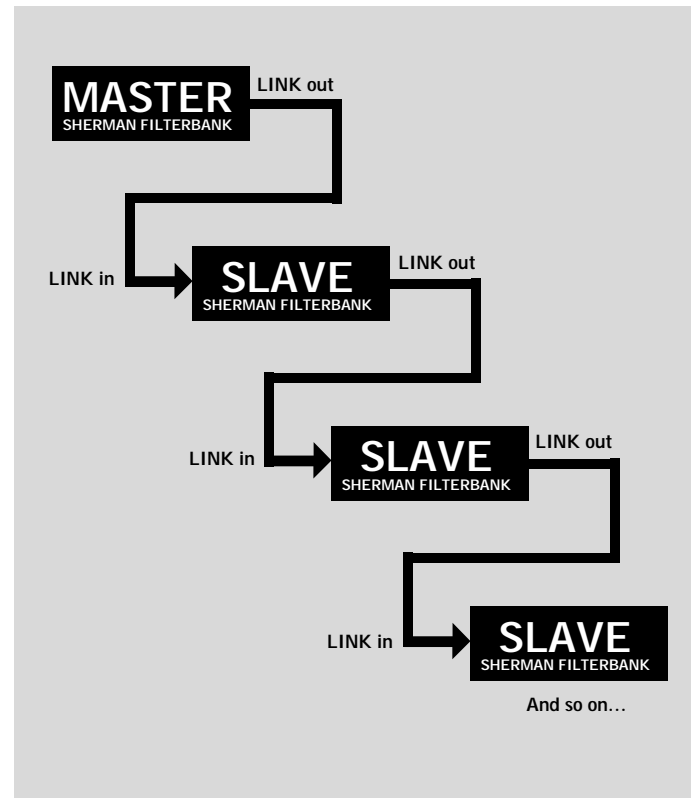 MASTER
SHERMAN FILTERBANK
LINK out
LINK in
SLAVE
SHERMAN FILTERBANK
LINK out
LINK in
SLAVE
SHERMAN FILTERBANK
LINK out
LINK in
SLAVE
SHERMAN FILTERBANK
And so on…